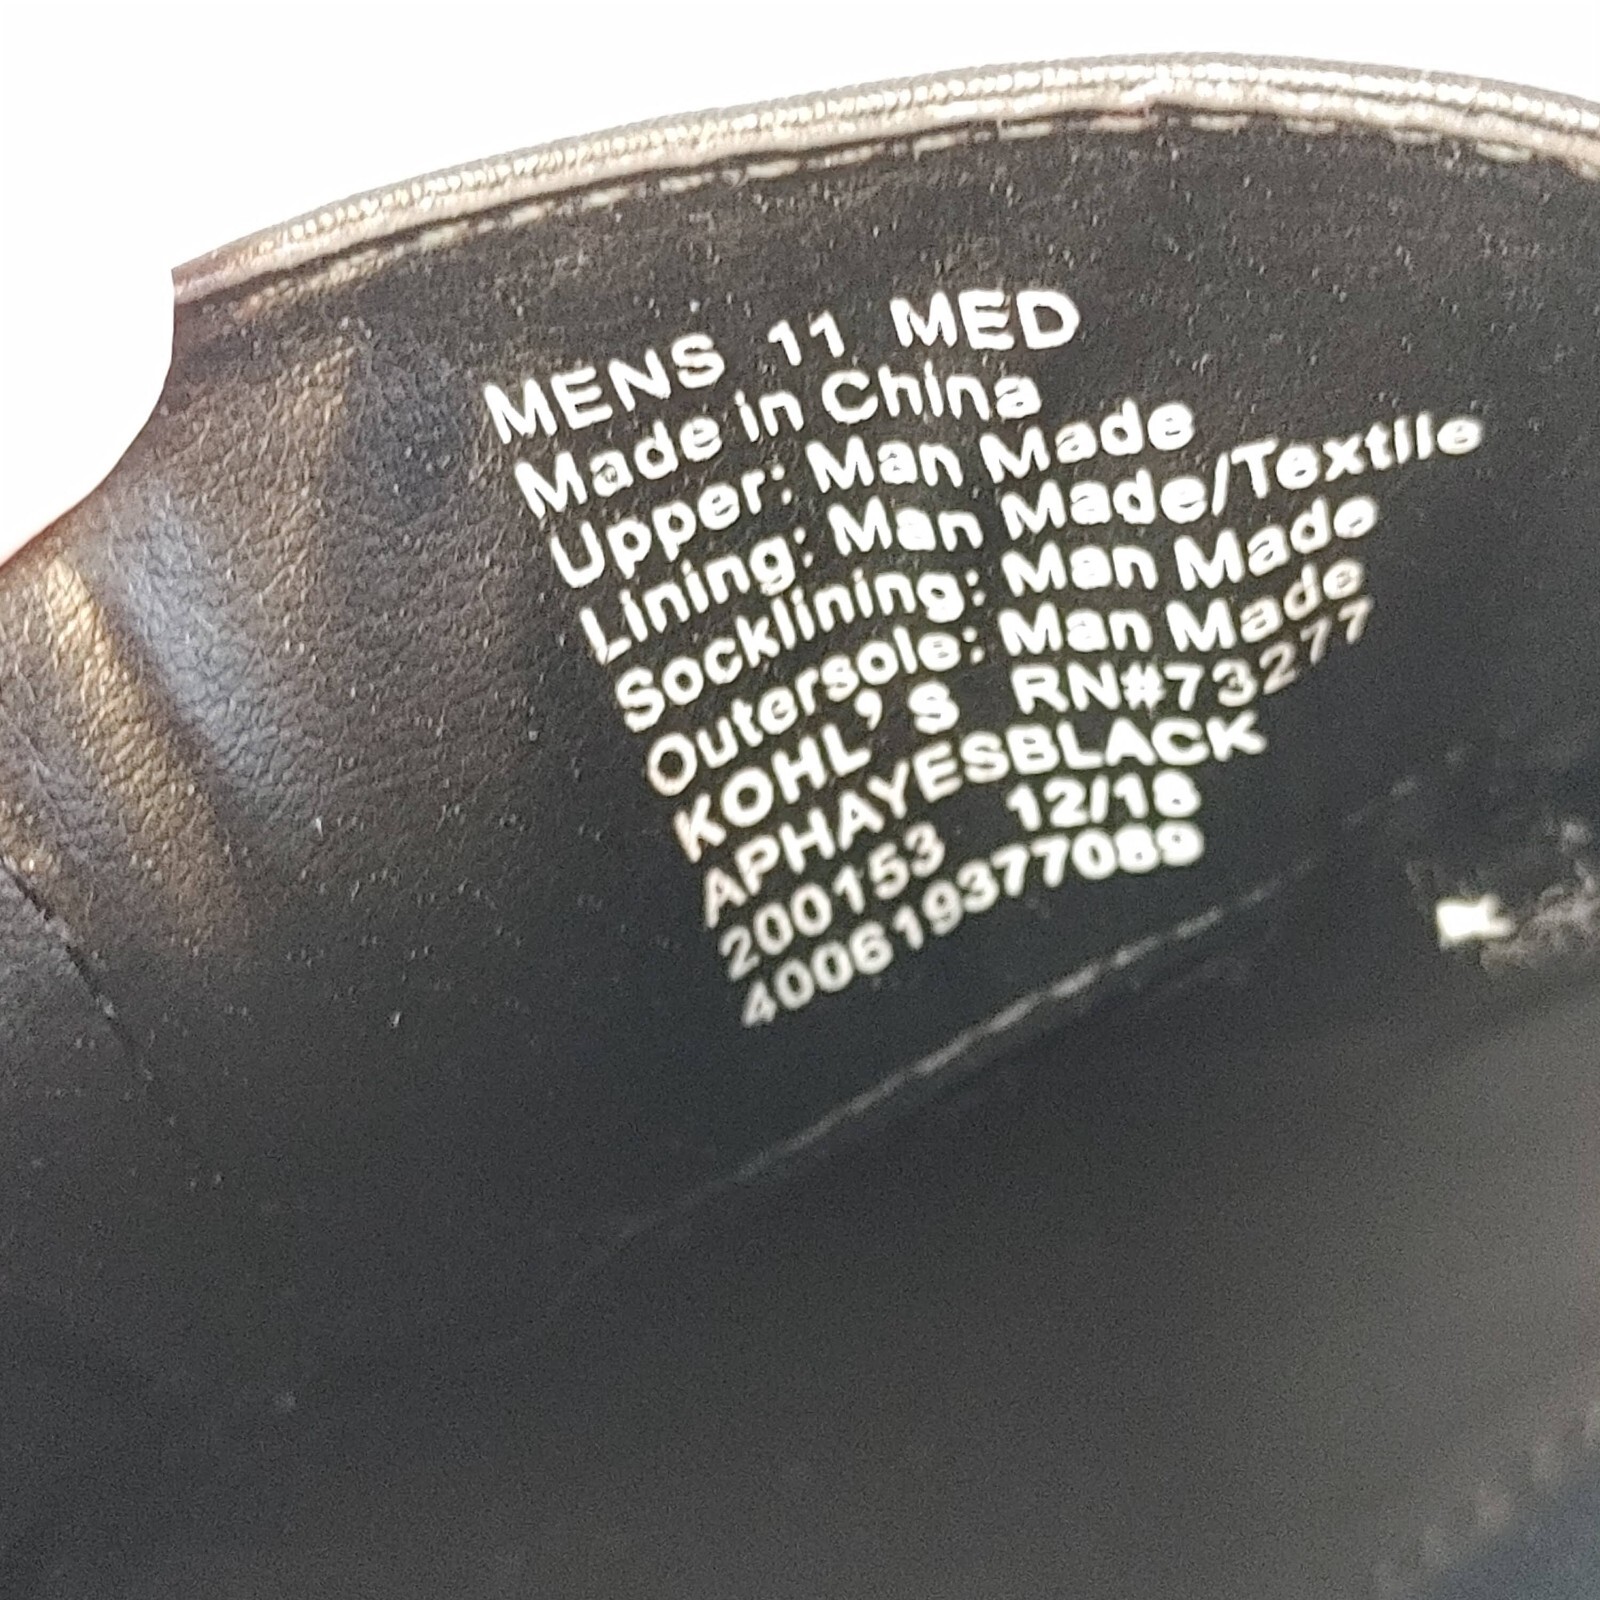 MENS 11 MED
Made in China
Upper: Man Made
Lining: Man Made/Textile
Socklining: Man Made
Outersole: Man Made
KOHL'S RN#73277
APHAYESBLACK
200153 12/18
400619377089